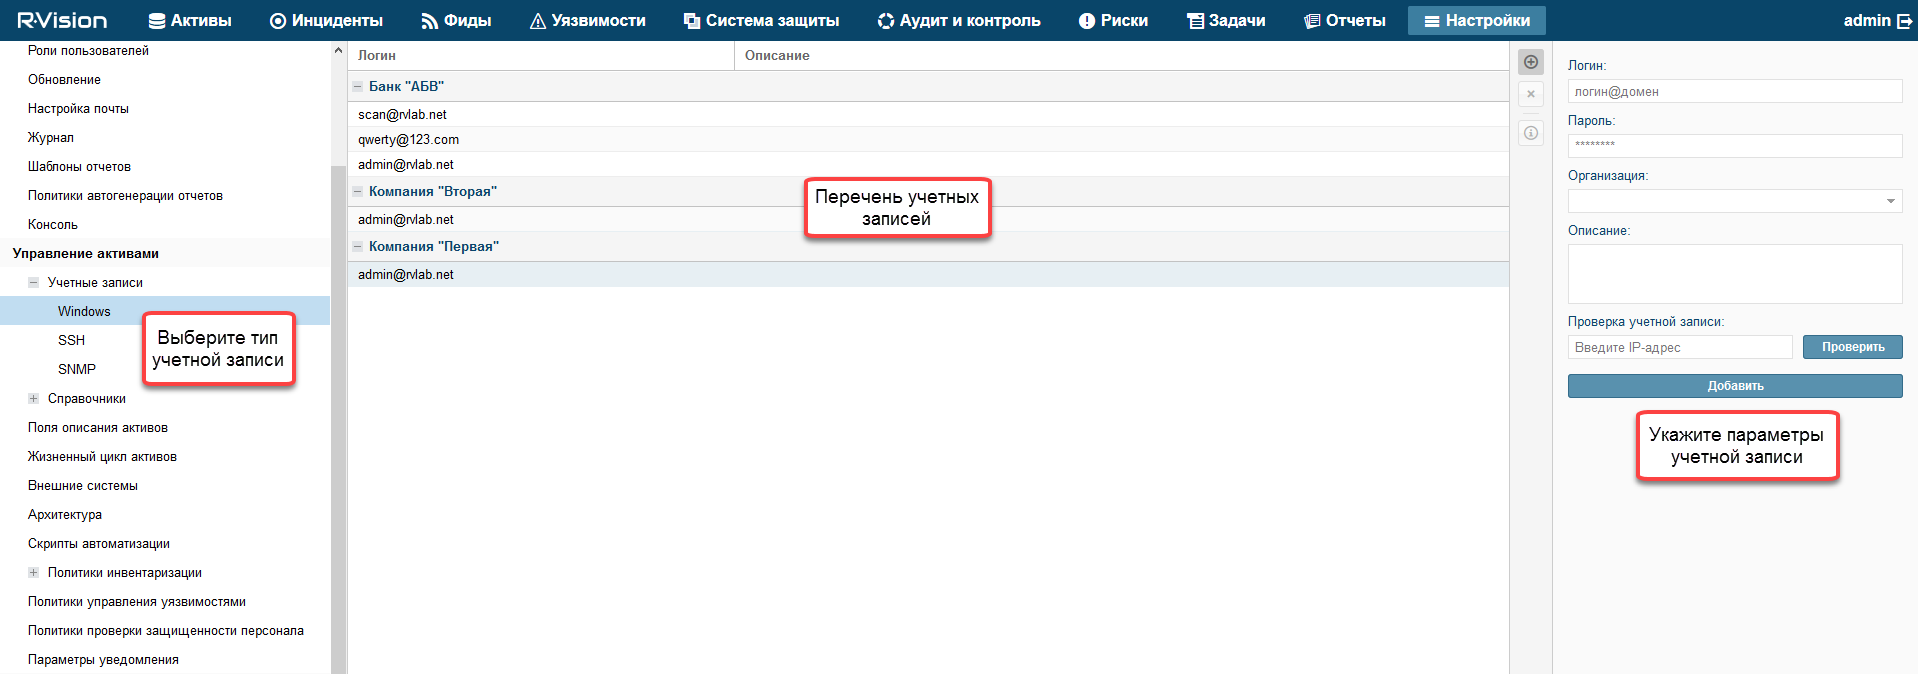 R-Vision
Активы
Инциденты
Фиды
Уязвимости
Система защиты
Аудит и контроль
Риски
Задачи
Отчеты
Настройки
admin
Роли пользователей
Обновление
Настройка почты
Журнал
Шаблоны отчетов
Политики автогенерации отчетов
Консоль
Управление активами
Учетные записи
Windows
SSH
SNMP
Справочники
Поля описания активов
Жизненный цикл активов
Внешние системы
Архитектура
Скрипты автоматизации
Политики инвентаризации
Политики управления уязвимостями
Политики проверки защищенности персонала
Параметры уведомления
Выберите тип
учетной записи
Логин
Описание
Банк "АБВ"
scan@rvlab.net
qwerty@123.com
admin@rvlab.net
Компания "Вторая"
admin@rvlab.net
Компания "Первая"
admin@rvlab.net
Перечень учетных
записей
Логин:
логин@домен
Пароль:
********
Организация:
Описание:
Проверка учетной записи:
Введите IP-адрес
Проверить
Добавить
Укажите параметры
учетной записи